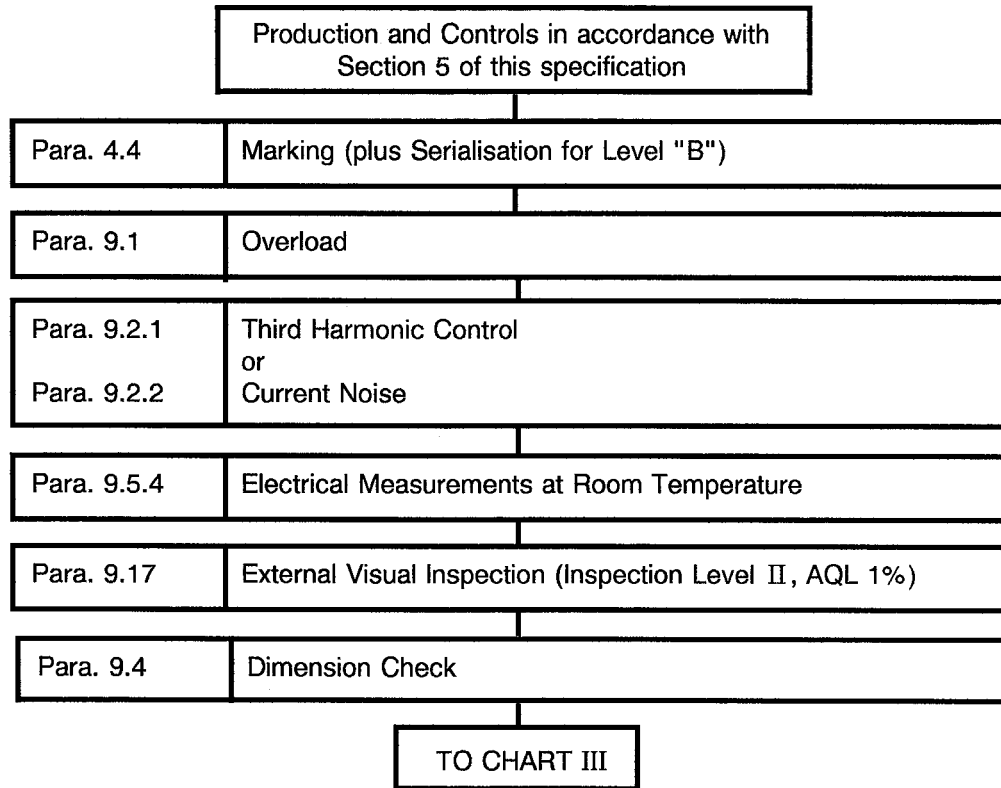 Production and Controls in accordance with
Section 5 of this specification
Para. 4.4 Marking (plus Serialisation for Level "B")
Para. 9.1 Overload
Para. 9.2.1 Third Harmonic Control
or
Para. 9.2.2 Current Noise
Para. 9.5.4 Electrical Measurements at Room Temperature
Para. 9.17 External Visual Inspection (Inspection Level II, AQL 1%)
Para. 9.4 Dimension Check
TO CHART III